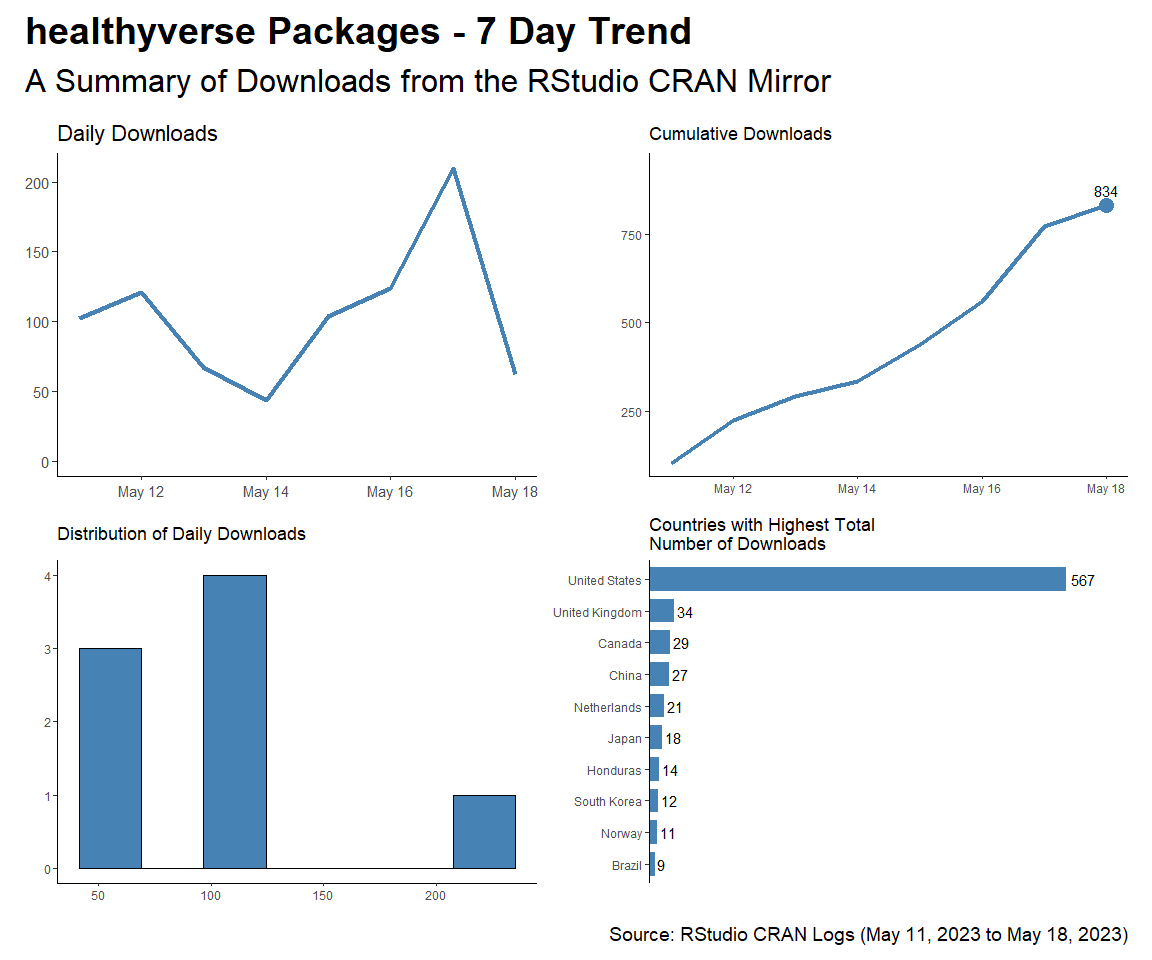 healthyverse Packages - 7 Day Trend
A Summary of Downloads from the RStudio CRAN Mirror
Daily Downloads
200
150
100
50
0
May 12 May 14 May 16 May 18
Cumulative Downloads
834
750
500
250
May 12 May 14 May 16 May 18
Distribution of Daily Downloads
4
3
2
1
0
50 100 150 200
Countries with Highest Total
Number of Downloads
United States 567
United Kingdom 34
Canada 29
China 27
Netherlands 21
Japan 18
Honduras 14
South Korea 12
Norway 11
Brazil 9
Source: RStudio CRAN Logs (May 11, 2023 to May 18, 2023)